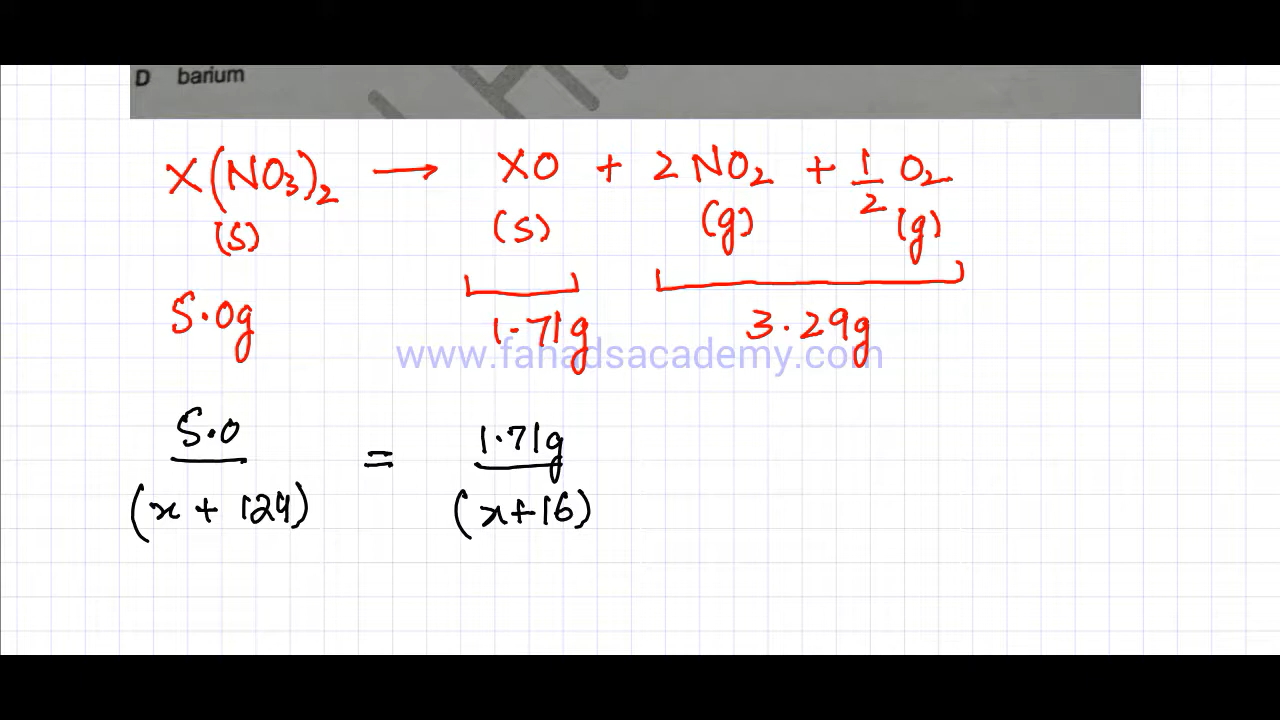 D barium
X(NO3)2 → XO + 2NO2 + 1/2 O2
(s) (s) (g) (g)
5.0g 1.71g 3.29g
www.fahadsacademy.com
5.0 / (x + 124) = 1.71g / (x+16)